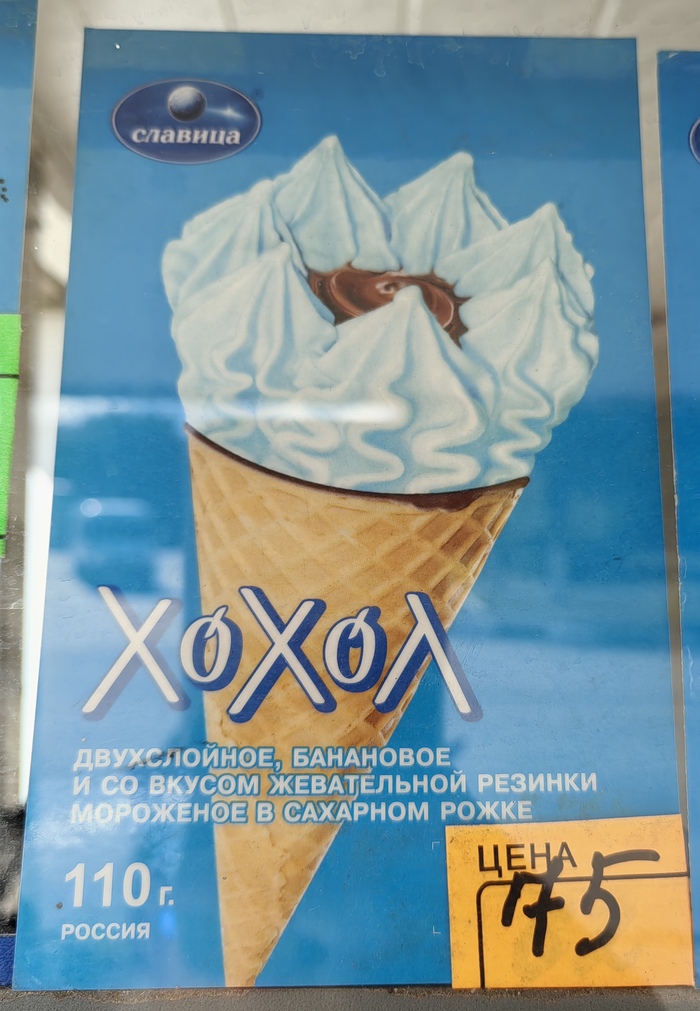 славица
ХОХОЛ
ДВУХСЛОЙНОЕ, БАНАНОВОЕ
И СО ВКУСОМ ЖЕВАТЕЛЬНОЙ РЕЗИНКИ
МОРОЖЕНОЕ В САХАРНОМ РОЖКЕ
110 г.
РОССИЯ
ЦЕНА
75